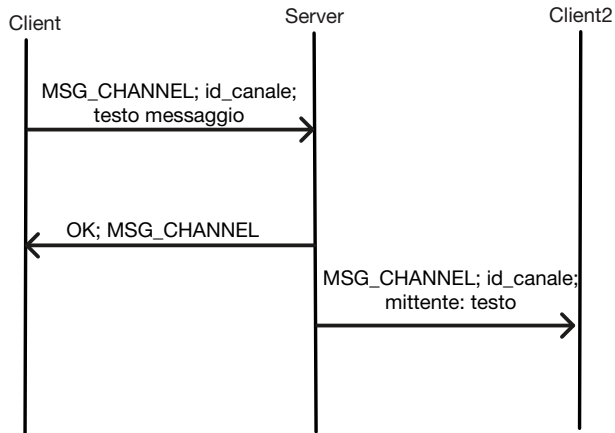 Client
Server
Client2
MSG_CHANNEL; id_canale;
testo messaggio
OK; MSG_CHANNEL
MSG_CHANNEL; id_canale;
mittente: testo